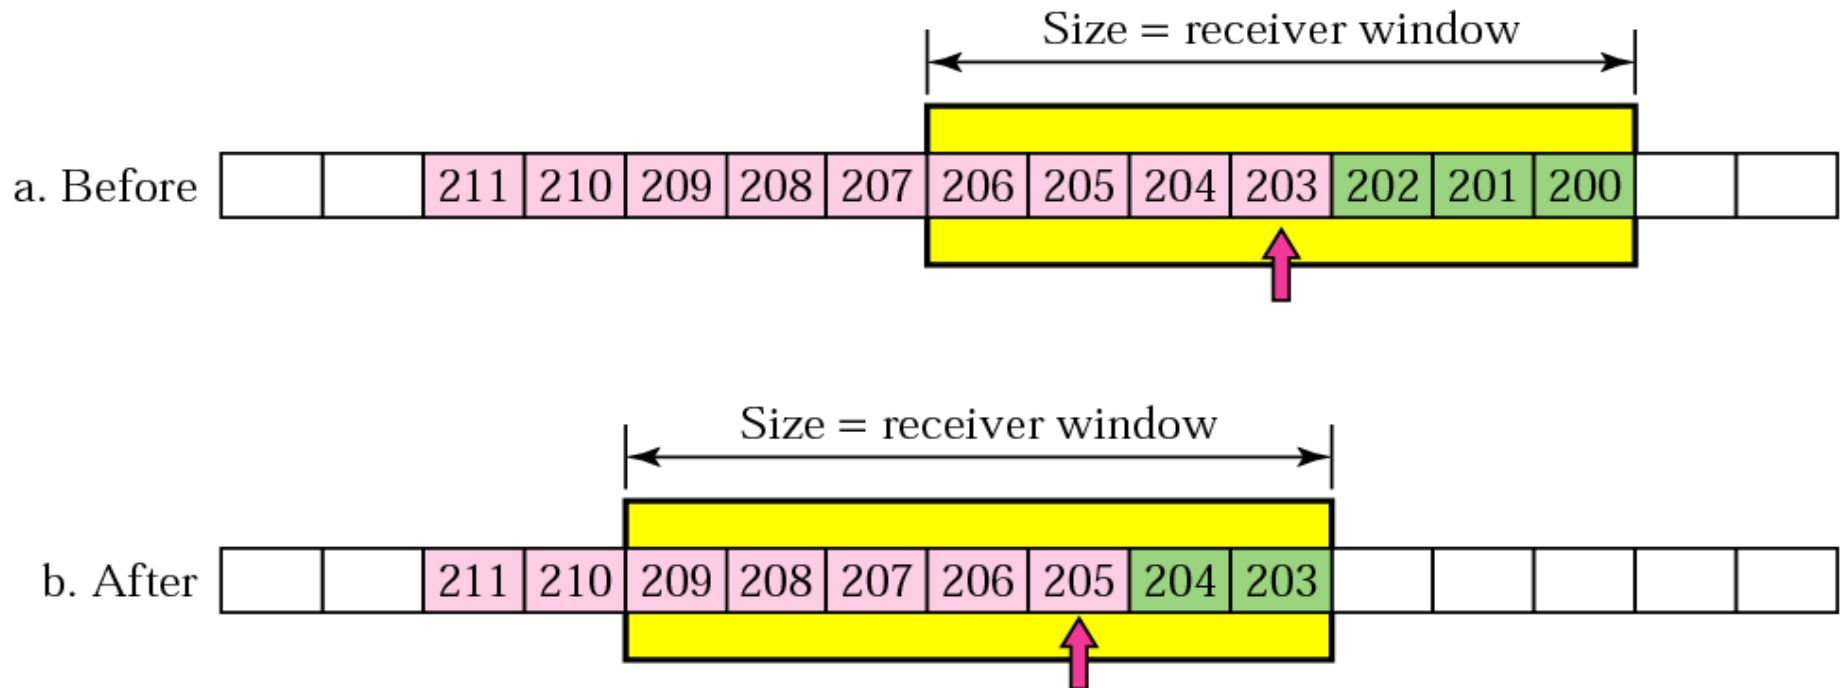 Size = receiver window
a. Before 211 210 209 208 207 206 205 204 203 202 201 200
Size = receiver window
b. After 211 210 209 208 207 206 205 204 203